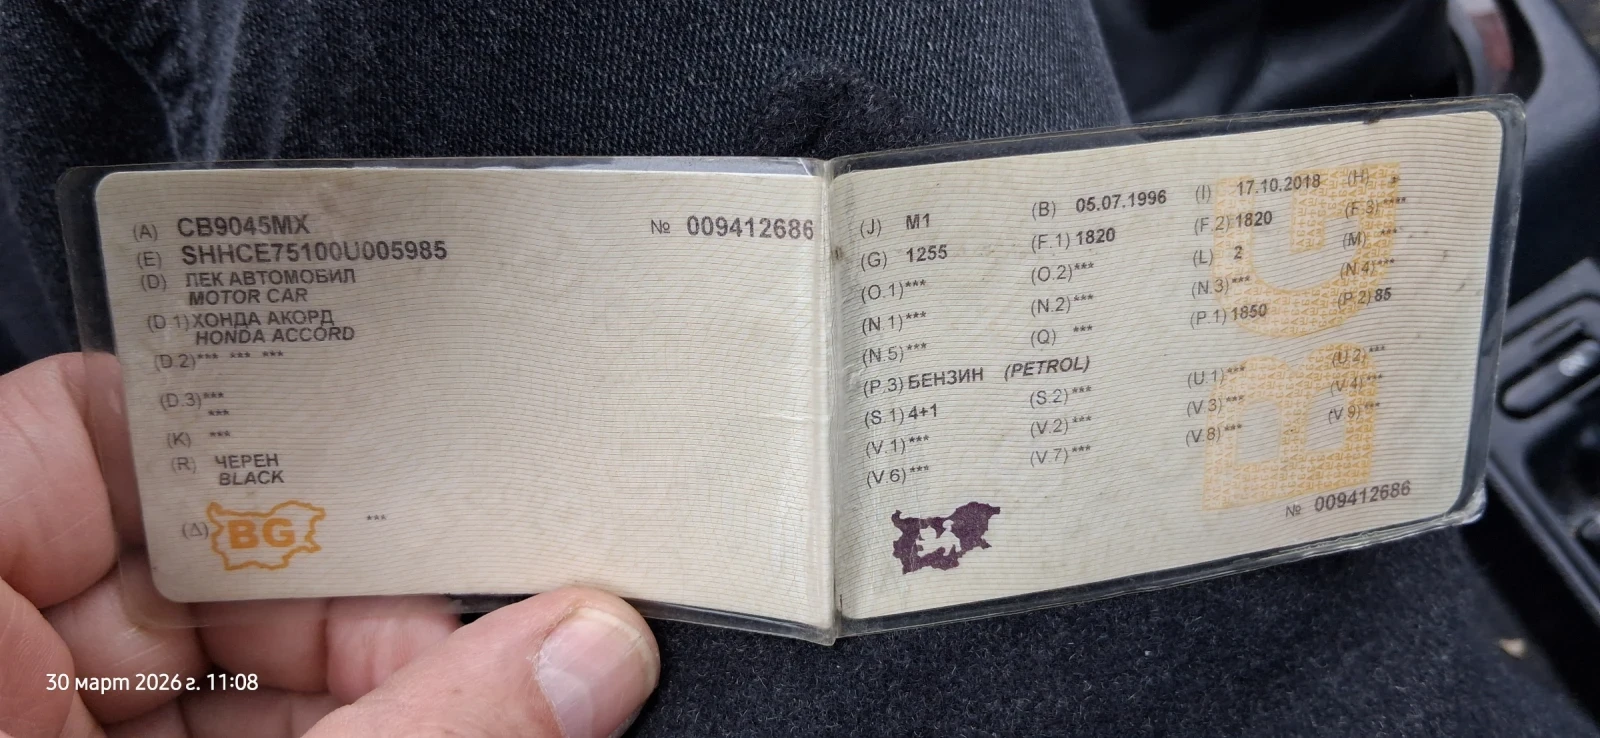 (A) CB9045MX
№ 009412686
(E) SHHCE75100U005985
(D) ЛЕК АВТОМОБИЛ
MOTOR CAR
(D.1) ХОНДА АКОРД
HONDA ACCORD
(D.2)*** *** ***
(D.3)***
***
(K) ***
(R) ЧЕРЕН
BLACK
(Δ) BG ***
(J) M1 (B) 05.07.1996 (I) 17.10.2018 (H)
(G) 1255 (F.1) 1820 (F.2) 1820 (F.3)****
(O.1)*** (O.2)*** (L) 2 (M) ***
(N.1)*** (N.2)*** (N.3)*** (N.4)***
(N.5)*** (Q) *** (P.1) 1850 (P.2) 85
(P.3) БЕНЗИН (PETROL)
(S.1) 4+1 (S.2)*** (U.1)*** (U.2)***
(V.1)*** (V.2)*** (V.3)*** (V.4)***
(V.6)*** (V.7)*** (V.8)*** (V.9)***
№ 009412686
30 март 2026 г. 11:08